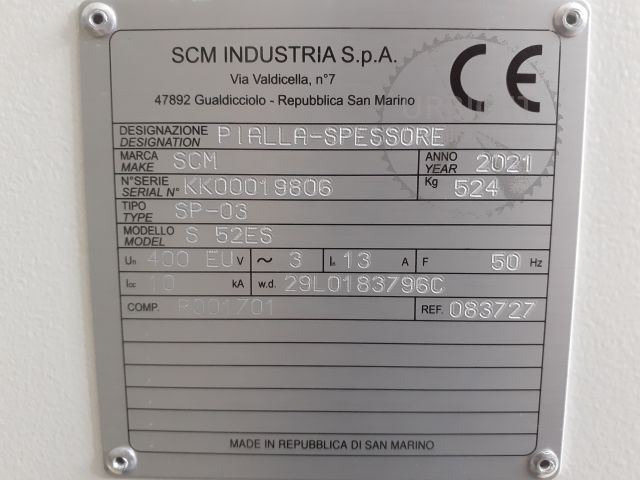 SCM INDUSTRIA S.p.A.
Via Valdicella, n°7
47892 Gualdicciolo - Repubblica San Marino
CE
DESIGNAZIONE
DESIGNATION
PIALLA-SPESSORE
MARCA
MAKE
SCM
ANNO
YEAR
2021
N°SERIE
SERIAL N°
KK00019806
Kg
524
TIPO
TYPE
SP-03
MODELLO
MODEL
S 52ES
Un 400 EU V ~ 3 In 13 A F 50 Hz
Icc 10 kA w.d. 29L0183796C
COMP. R001701 REF. 083727
MADE IN REPUBBLICA DI SAN MARINO